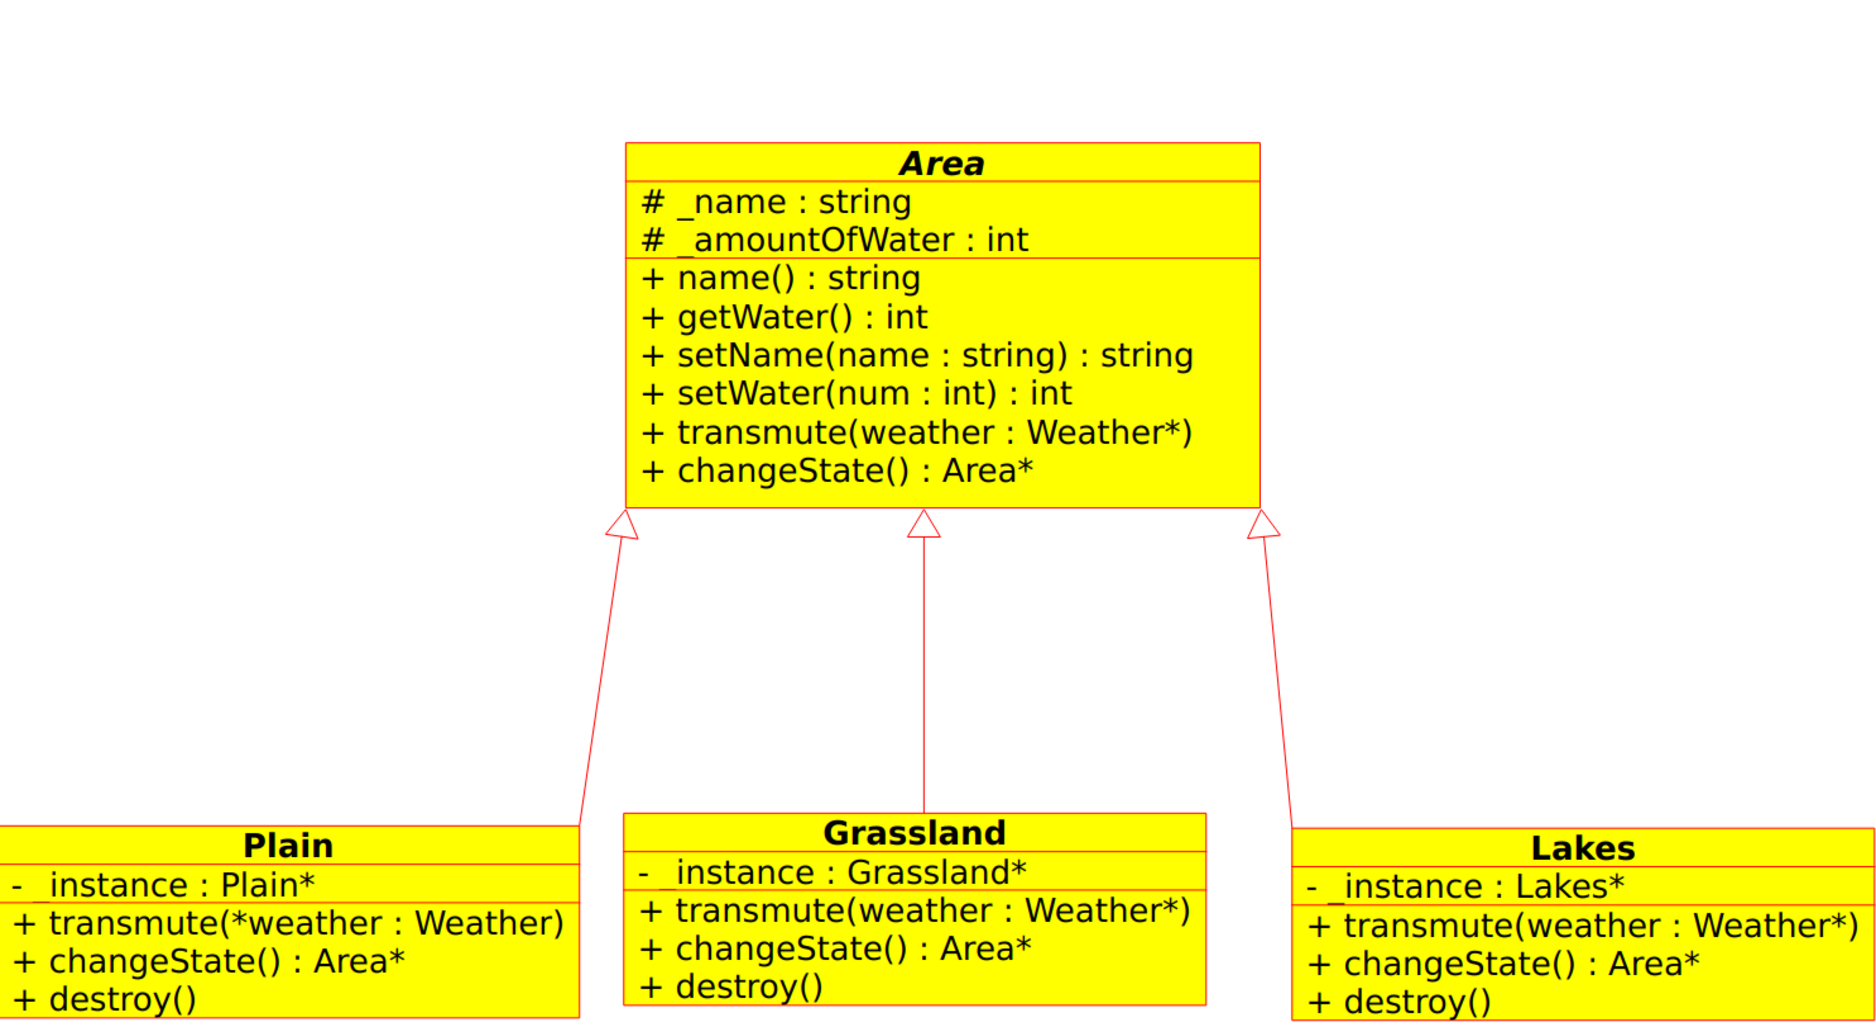 Area
# _name : string
# _amountOfWater : int
+ name() : string
+ getWater() : int
+ setName(name : string) : string
+ setWater(num : int) : int
+ transmute(weather : Weather*)
+ changeState() : Area*
Plain
- _instance : Plain*
+ transmute(*weather : Weather)
+ changeState() : Area*
+ destroy()
Grassland
- _instance : Grassland*
+ transmute(weather : Weather*)
+ changeState() : Area*
+ destroy()
Lakes
- _instance : Lakes*
+ transmute(weather : Weather*)
+ changeState() : Area*
+ destroy()